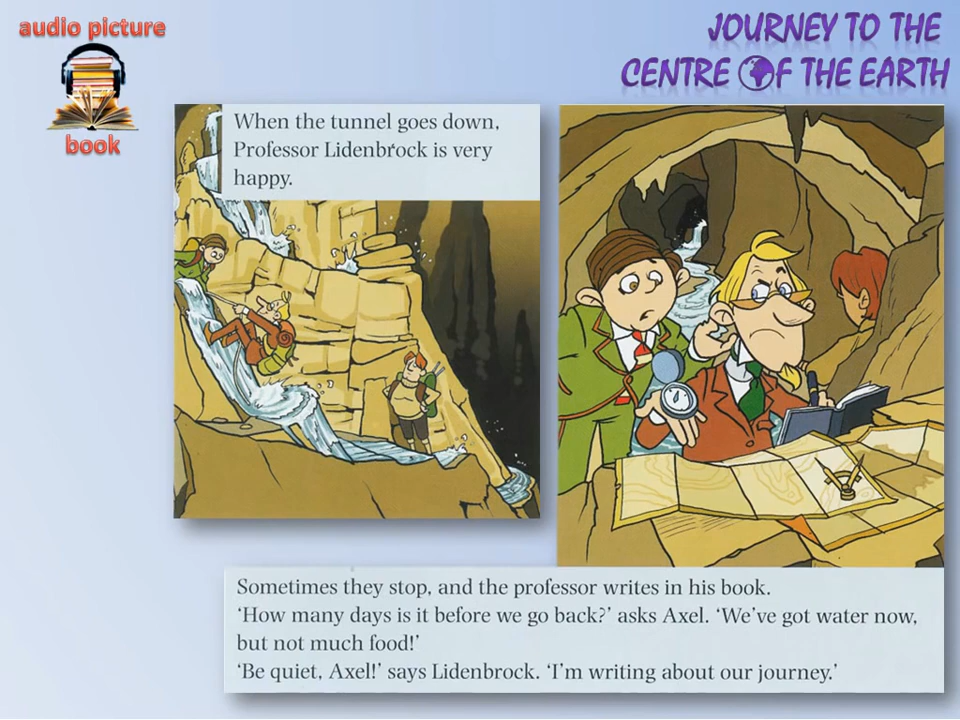 audio picture
book
JOURNEY TO THE
CENTRE OF THE EARTH
When the tunnel goes down,
Professor Lidenbrock is very
happy.
Sometimes they stop, and the professor writes in his book.
‘How many days is it before we go back?’ asks Axel. ‘We’ve got water now,
but not much food!’
‘Be quiet, Axel!’ says Lidenbrock. ‘I’m writing about our journey.’